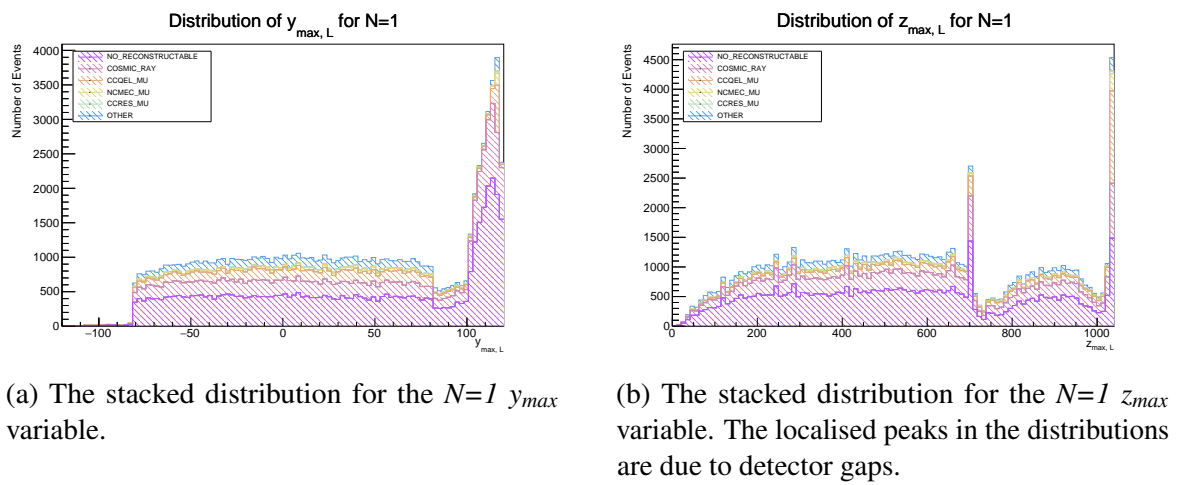 Distribution of y_max, L for N=1
Number of Events
4000
3500
3000
2500
2000
1500
1000
500
0
NO_RECONSTRUCTABLE
COSMIC_RAY
CCQEL_MU
NCMEC_MU
CCRES_MU
OTHER
−100 −50 0 50 100
y_max, L
Distribution of z_max, L for N=1
Number of Events
4500
4000
3500
3000
2500
2000
1500
1000
500
0
NO_RECONSTRUCTABLE
COSMIC_RAY
CCQEL_MU
NCMEC_MU
CCRES_MU
OTHER
0 200 400 600 800 1000
z_max, L
(a) The stacked distribution for the N=1 y_max
variable.
(b) The stacked distribution for the N=1 z_max
variable. The localised peaks in the distributions
are due to detector gaps.